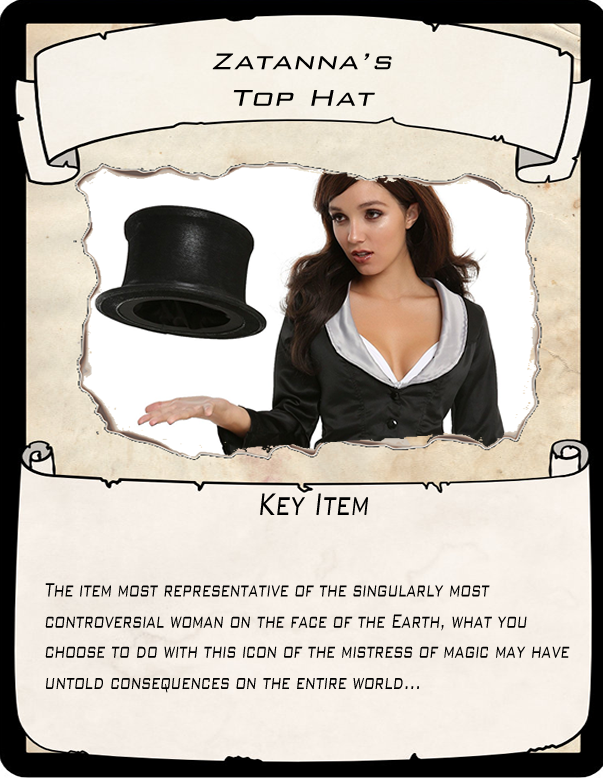 Zatanna's
Top Hat
Key Item
The item most representative of the singularly most
controversial woman on the face of the Earth, what you
choose to do with this icon of the mistress of magic may have
untold consequences on the entire world...